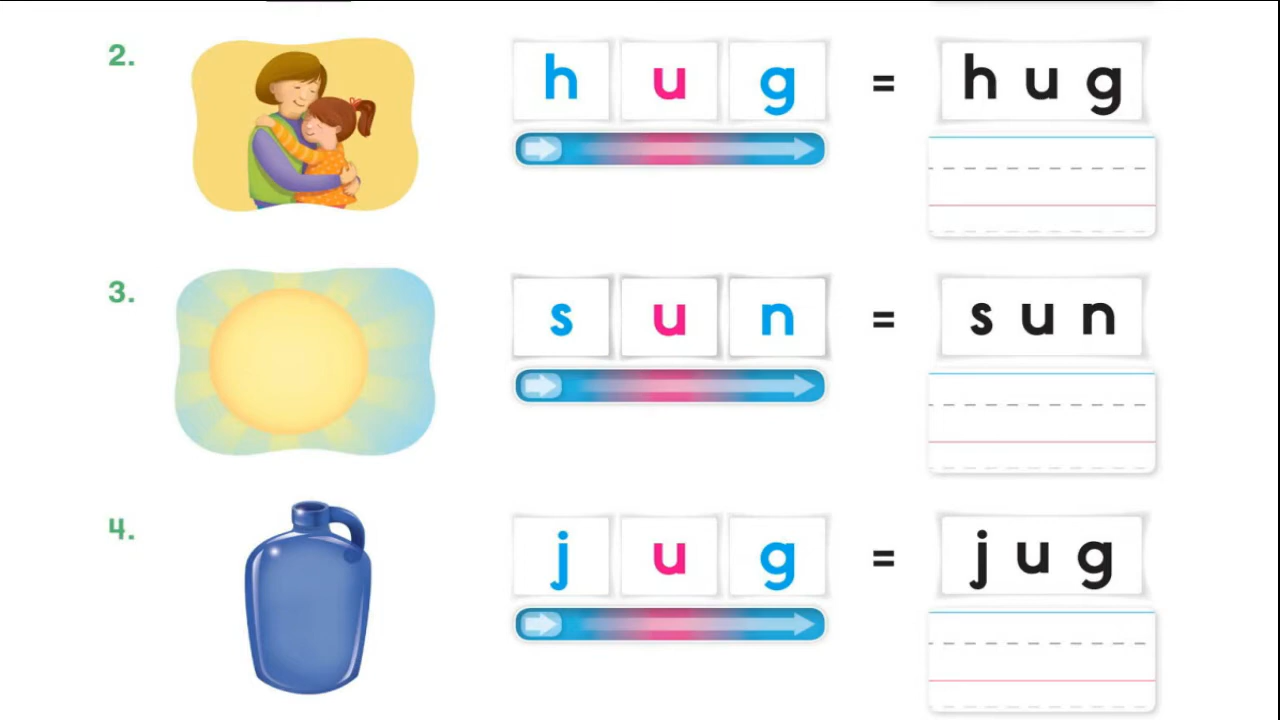 2. h u g = h u g
3. s u n = s u n
4. j u g = j u g